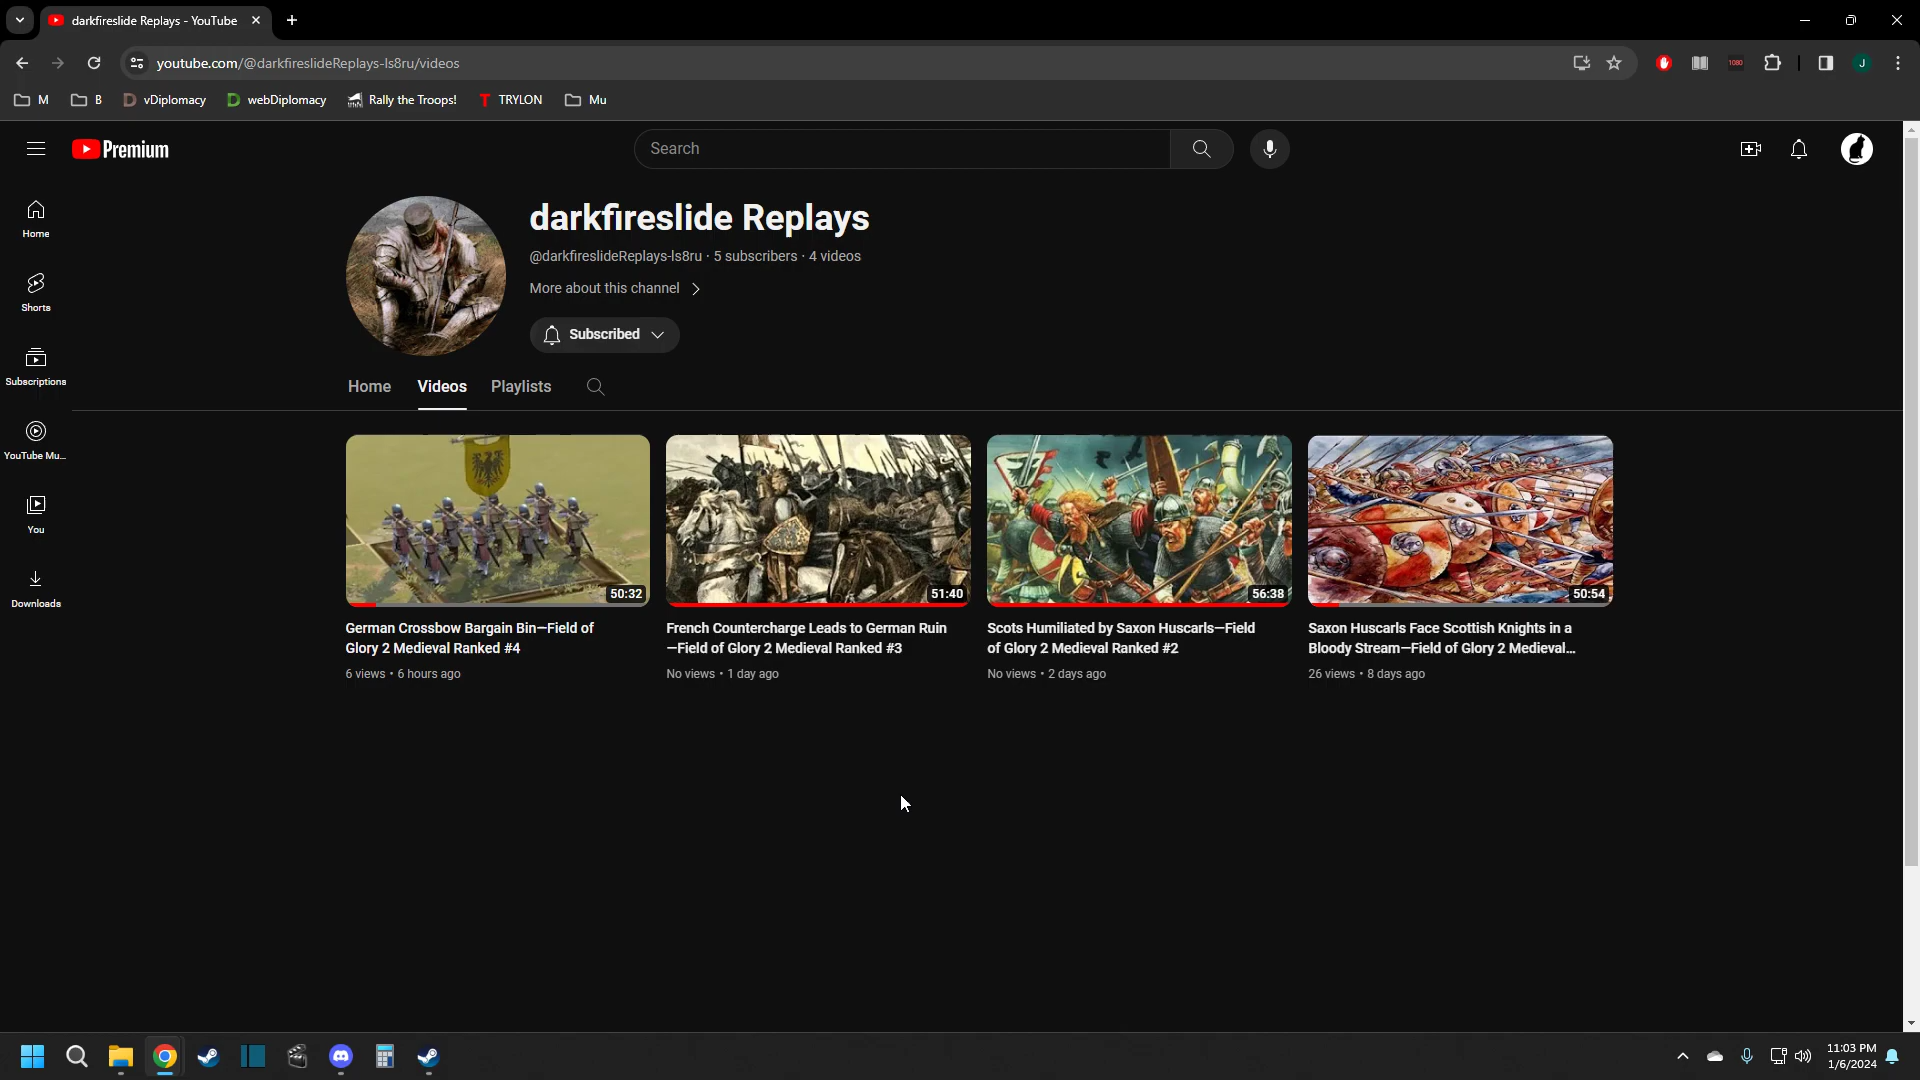 darkfireslide Replays - YouTube
youtube.com/@darkfireslideReplays-ls8ru/videos
1080
J
M
B
vDiplomacy
webDiplomacy
Rally the Troops!
T TRYLON
Mu
Premium
Search
Home
Shorts
Subscriptions
YouTube Mu...
You
Downloads
darkfireslide Replays
@darkfireslideReplays-ls8ru · 5 subscribers · 4 videos
More about this channel
Subscribed
Home
Videos
Playlists
50:32
German Crossbow Bargain Bin—Field of
Glory 2 Medieval Ranked #4
6 views • 6 hours ago
51:40
French Countercharge Leads to German Ruin
—Field of Glory 2 Medieval Ranked #3
No views • 1 day ago
56:38
Scots Humiliated by Saxon Huscarls—Field
of Glory 2 Medieval Ranked #2
No views • 2 days ago
50:54
Saxon Huscarls Face Scottish Knights in a
Bloody Stream—Field of Glory 2 Medieval...
26 views • 8 days ago
11:03 PM
1/6/2024